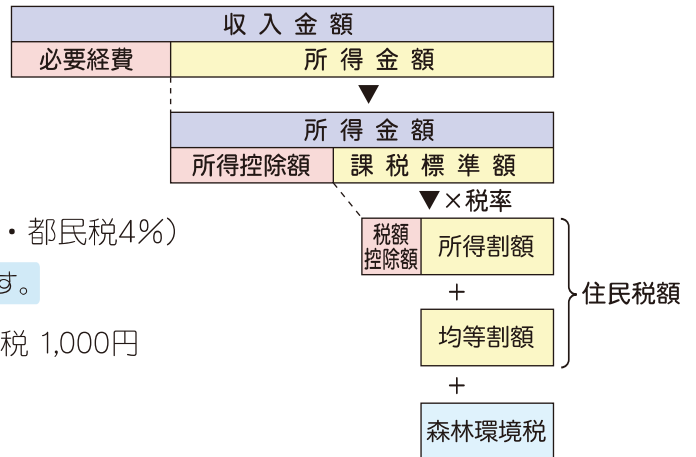 収入金額
必要経費 所得金額
▼
所得金額
所得控除額 課税標準額
▼×税率
・都民税4％）
税額
控除額
所得割額
す。
＋
住民税額
税 1,000円
均等割額
＋
森林環境税